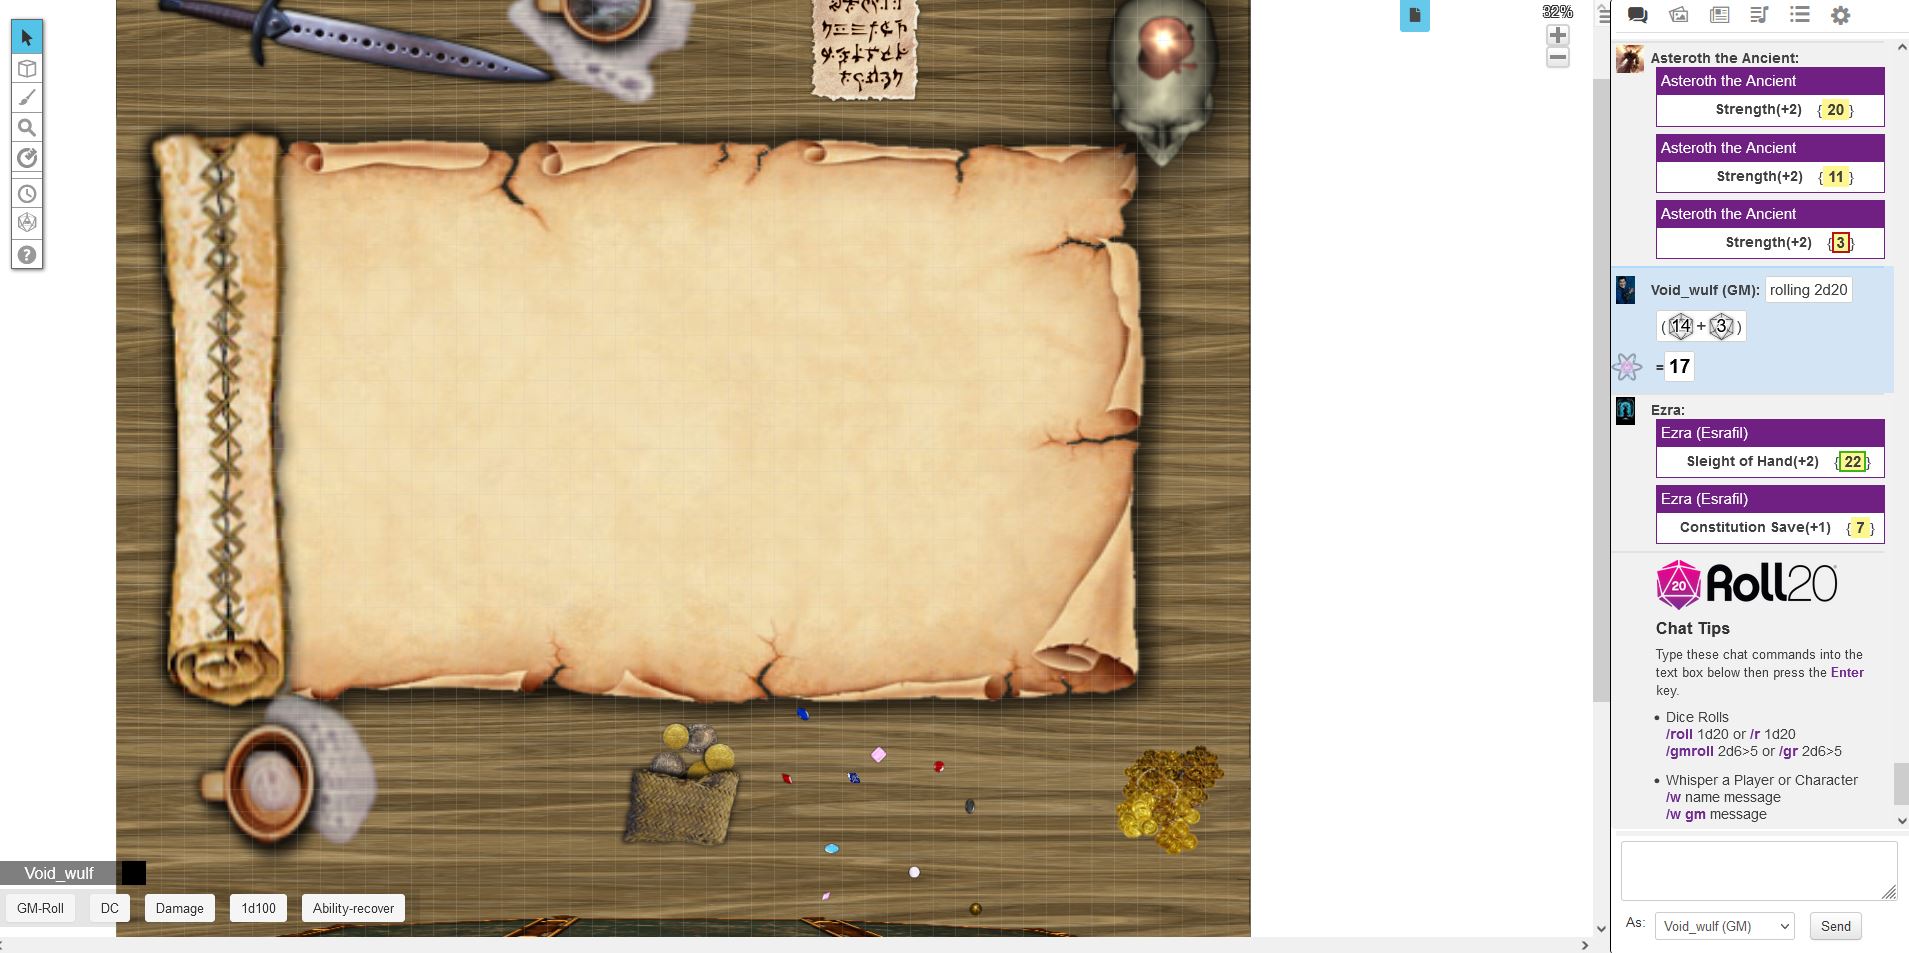 32%
Asteroth the Ancient:
Asteroth the Ancient
Strength(+2) {20}
Asteroth the Ancient
Strength(+2) {11}
Asteroth the Ancient
Strength(+2) {3}
Void_wulf (GM): rolling 2d20
(14+3)
=17
Ezra:
Ezra (Esrafil)
Sleight of Hand(+2) {22}
Ezra (Esrafil)
Constitution Save(+1) {7}
20 Roll20
Chat Tips
Type these chat commands into the
text box below then press the Enter
key.
• Dice Rolls
/roll 1d20 or /r 1d20
/gmroll 2d6>5 or /gr 2d6>5
• Whisper a Player or Character
/w name message
/w gm message
As: Void_wulf (GM) Send
Void_wulf
GM-Roll DC Damage 1d100 Ability-recover